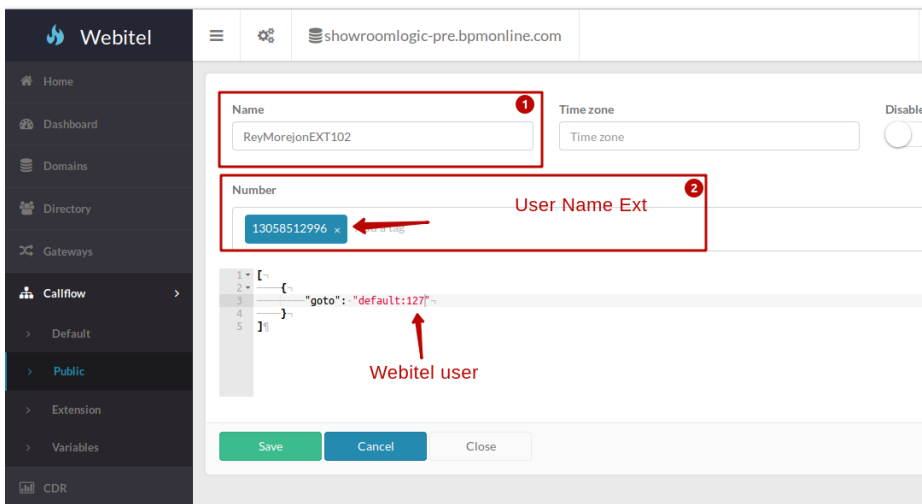 Webitel
showroomlogic-pre.bpmonline.com
Home
Dashboard
Domains
Directory
Gateways
Callflow
Default
Public
Extension
Variables
CDR
Name
1
Time zone
Disable
ReyMorejonEXT102
Time zone
Number
2
User Name Ext
13058512996 ×
a tag
1 [
2 {
3 "goto": "default:127"
4 }
5 ]
Webitel user
Save
Cancel
Close